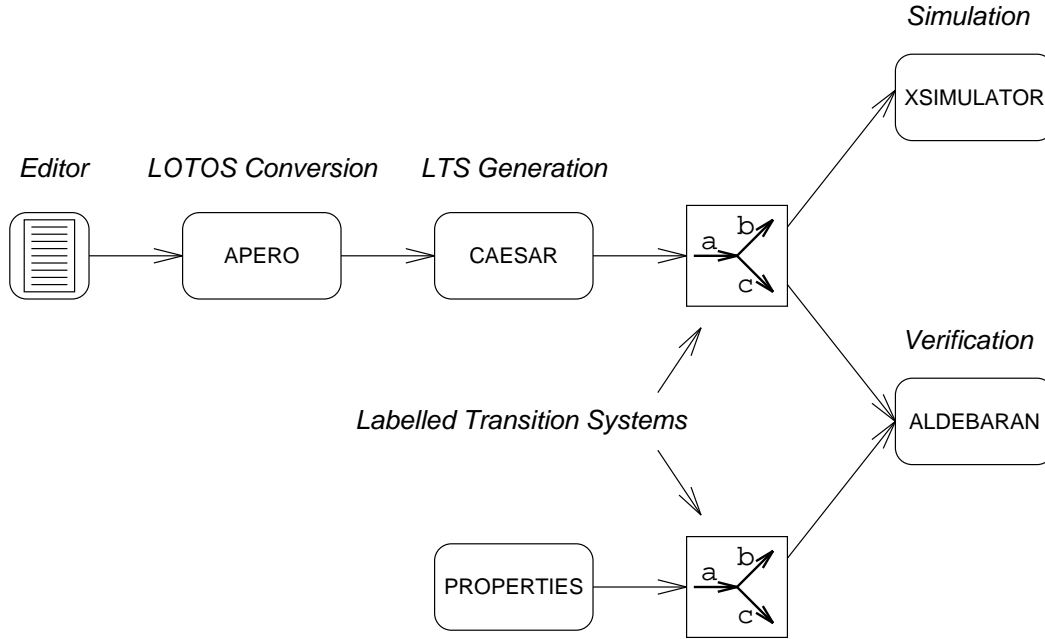 Simulation
XSIMULATOR
Editor
LOTOS Conversion
LTS Generation
APERO
CAESAR
a
b
c
Verification
Labelled Transition Systems
ALDEBARAN
PROPERTIES
a
b
c